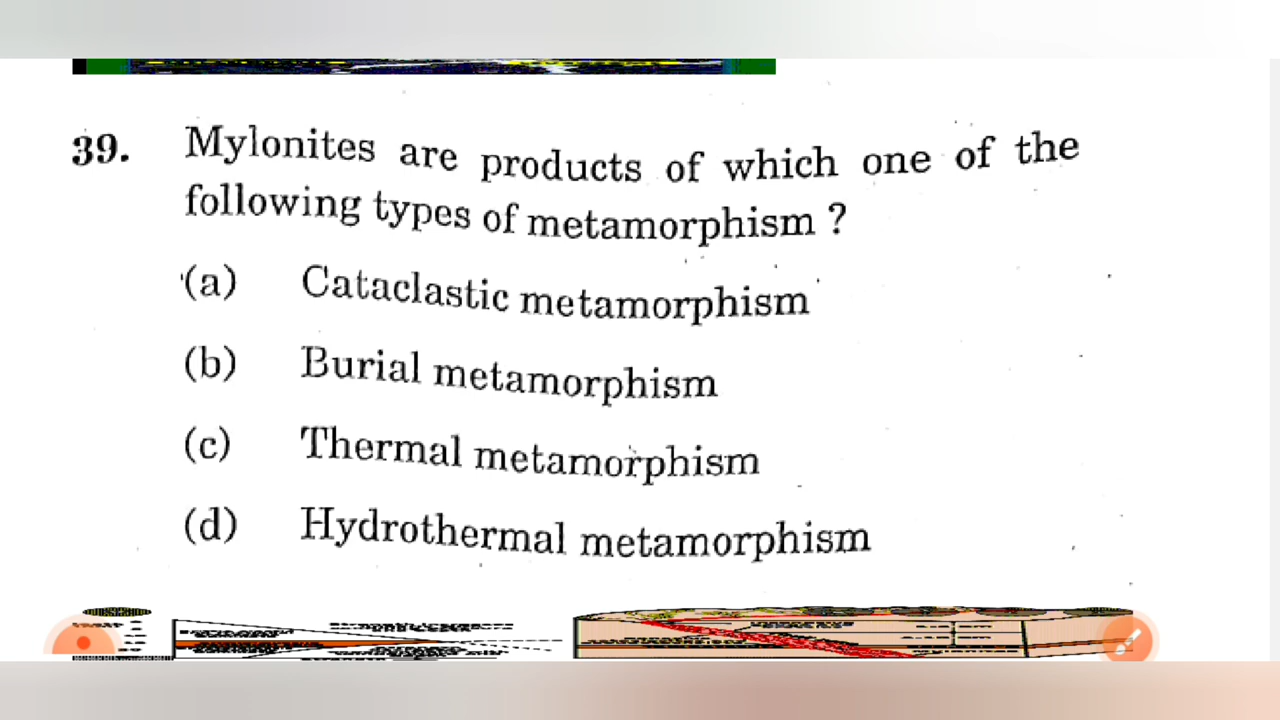 39. Mylonites are products of which one of the
following types of metamorphism ?
(a) Cataclastic metamorphism
(b) Burial metamorphism
(c) Thermal metamorphism
(d) Hydrothermal metamorphism